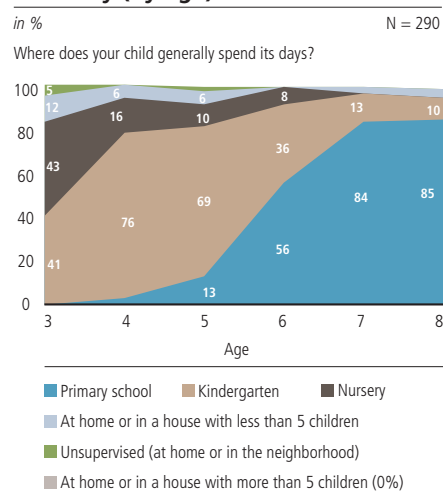 in %
N = 290
Where does your child generally spend its days?
100
80
60
40
20
0
5
12
43
41
6
16
76
6
10
69
13
8
36
56
13
84
10
85
3 4 5 6 7 8
Age
Primary school Kindergarten Nursery
At home or in a house with less than 5 children
Unsupervised (at home or in the neighborhood)
At home or in a house with more than 5 children (0%)